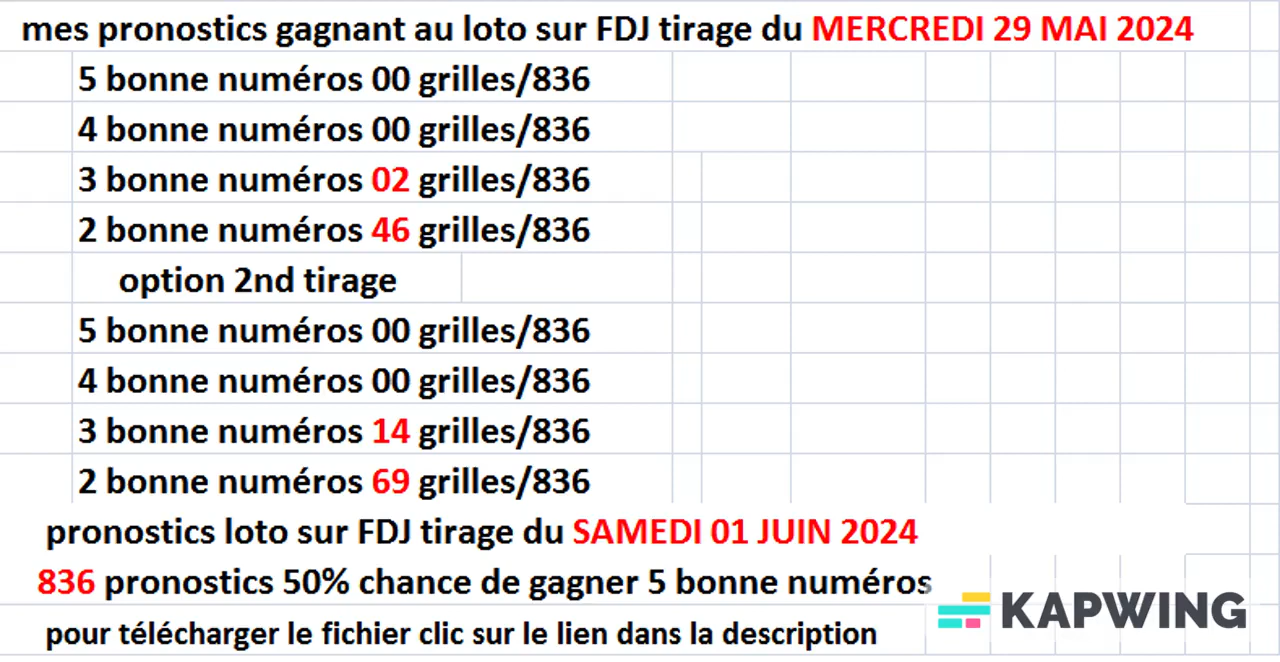 mes pronostics gagnant au loto sur FDJ tirage du MERCREDI 29 MAI 2024
5 bonne numéros 00 grilles/836
4 bonne numéros 00 grilles/836
3 bonne numéros 02 grilles/836
2 bonne numéros 46 grilles/836
option 2nd tirage
5 bonne numéros 00 grilles/836
4 bonne numéros 00 grilles/836
3 bonne numéros 14 grilles/836
2 bonne numéros 69 grilles/836
pronostics loto sur FDJ tirage du SAMEDI 01 JUIN 2024
836 pronostics 50% chance de gagner 5 bonne numéros
pour télécharger le fichier clic sur le lien dans la description
KAPWING